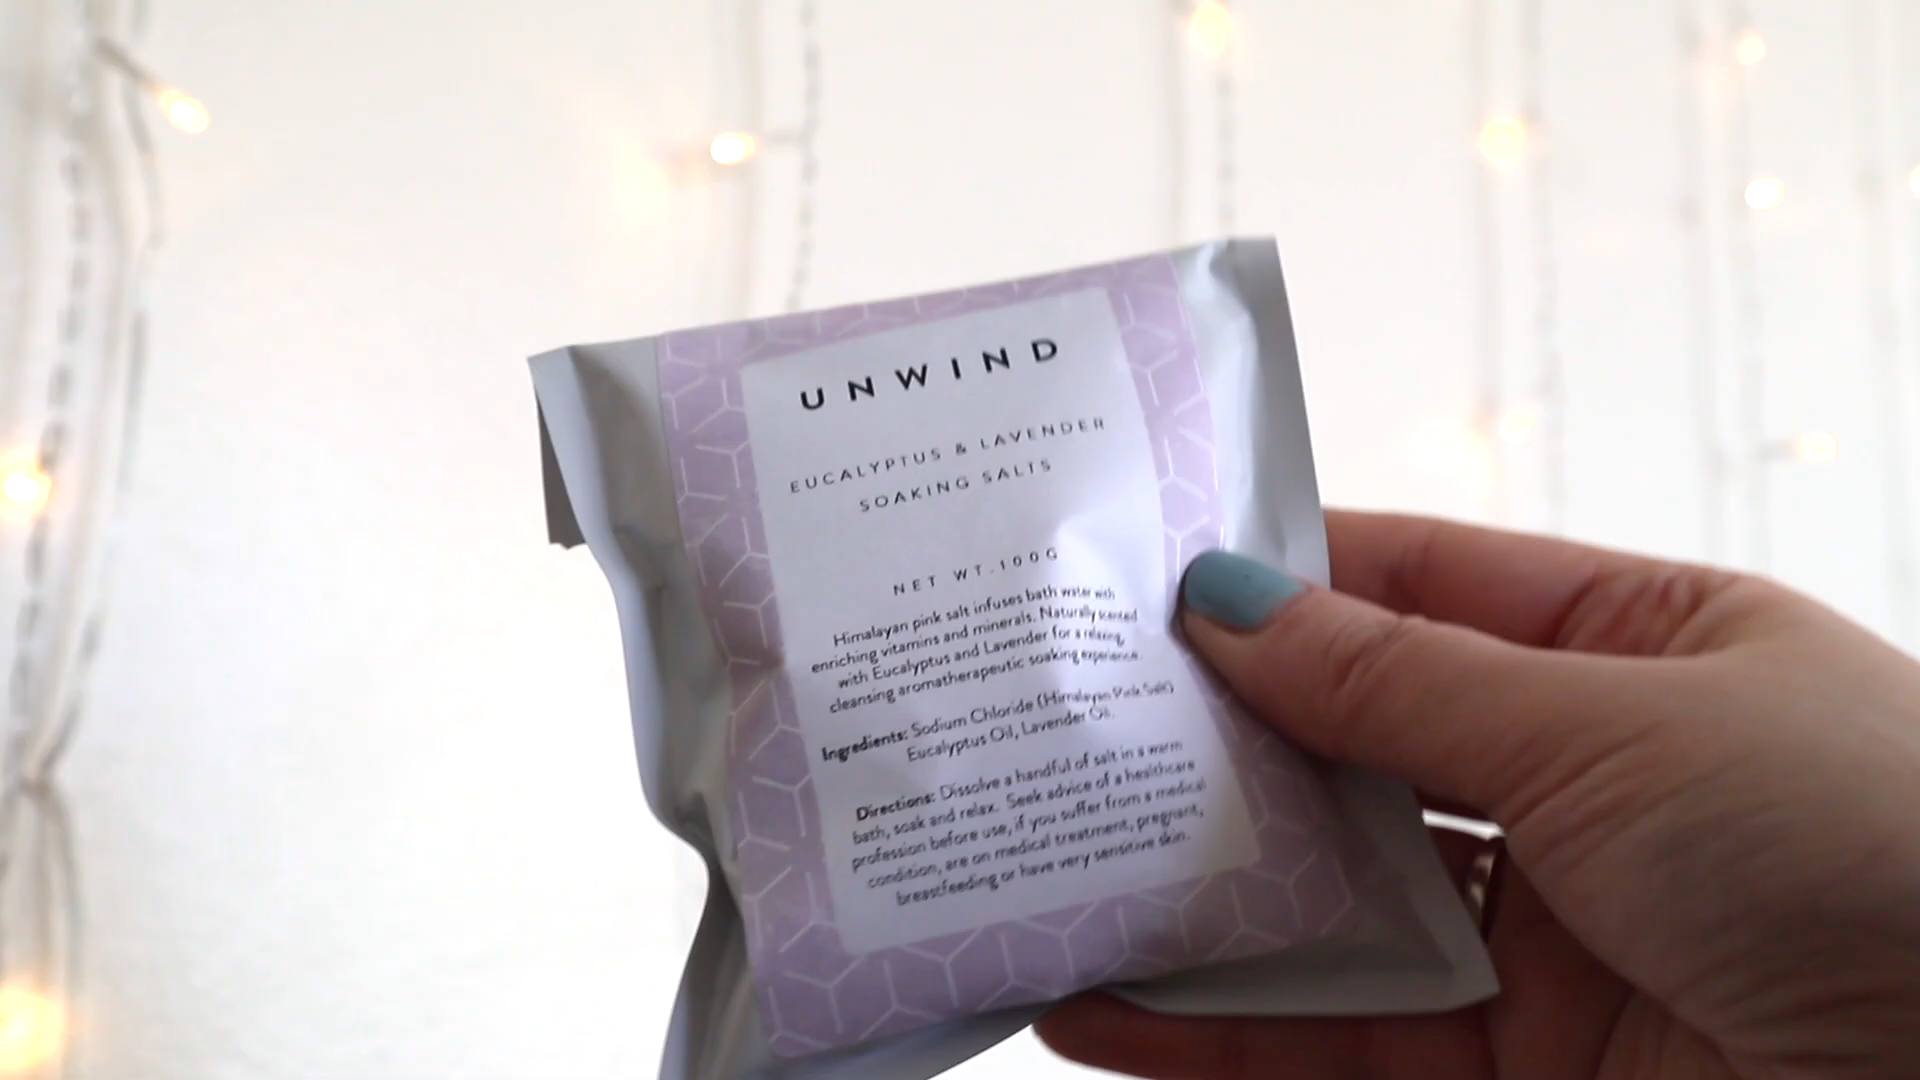 UNWIND
EUCALYPTUS & LAVENDER
SOAKING SALTS
NET WT. 100G
Himalayan pink salt infuses bath water with
enriching vitamins and minerals. Naturally scented
with Eucalyptus and Lavender for a relaxing,
cleansing aromatherapeutic soaking experience.
Ingredients: Sodium Chloride (Himalayan Pink Salt)
Eucalyptus Oil, Lavender Oil.
Directions: Dissolve a handful of salt in a warm
bath, soak and relax. Seek advice of a healthcare
profession before use, if you suffer from a medical
condition, are on medical treatment, pregnant,
breastfeeding or have very sensitive skin.